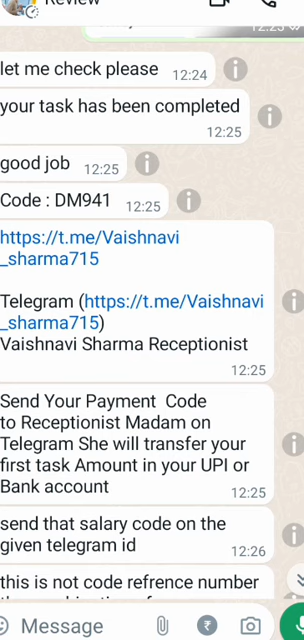 Review
let me check please 12:24
your task has been completed
12:25
good job 12:25
Code : DM941 12:25
https://t.me/Vaishnavi
_sharma715
Telegram (https://t.me/Vaishnavi
_sharma715)
Vaishnavi Sharma Receptionist
12:25
Send Your Payment Code
to Receptionist Madam on
Telegram She will transfer your
first task Amount in your UPI or
Bank account
12:25
send that salary code on the
given telegram id
12:26
this is not code refrence number
Message